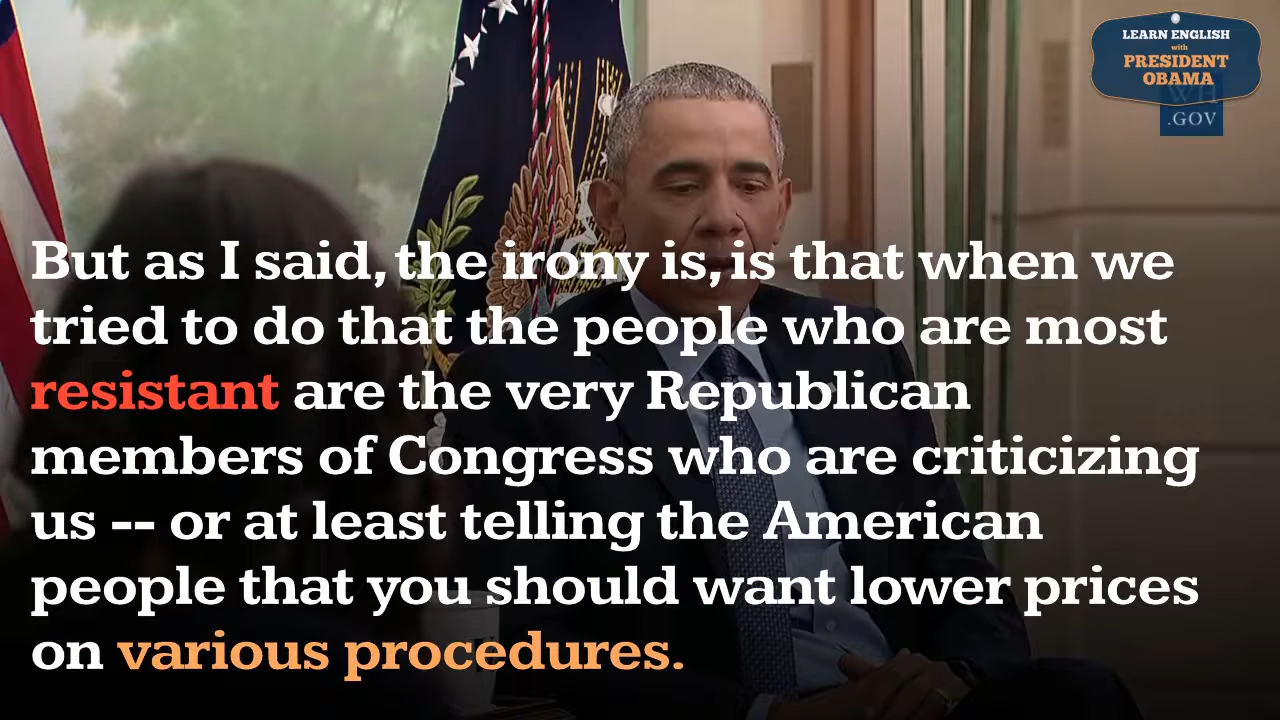 LEARN ENGLISH
with
PRESIDENT
OBAMA
WH
.GOV
But as I said, the irony is, is that when we
tried to do that the people who are most
resistant are the very Republican
members of Congress who are criticizing
us -- or at least telling the American
people that you should want lower prices
on various procedures.